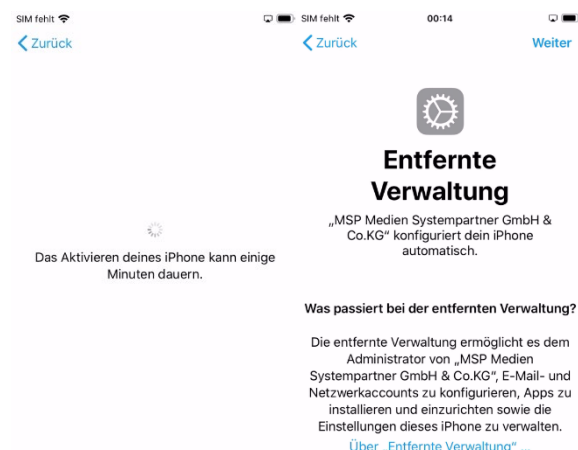 SIM fehlt
Zurück
Das Aktivieren deines iPhone kann einige
Minuten dauern.
SIM fehlt 00:14
Zurück Weiter
Entfernte
Verwaltung
„MSP Medien Systempartner GmbH &
Co.KG“ konfiguriert dein iPhone
automatisch.
Was passiert bei der entfernten Verwaltung?
Die entfernte Verwaltung ermöglicht es dem
Administrator von „MSP Medien
Systempartner GmbH & Co.KG“, E-Mail- und
Netzwerkaccounts zu konfigurieren, Apps zu
installieren und einzurichten sowie die
Einstellungen dieses iPhone zu verwalten.
Über „Entfernte Verwaltung“ ...